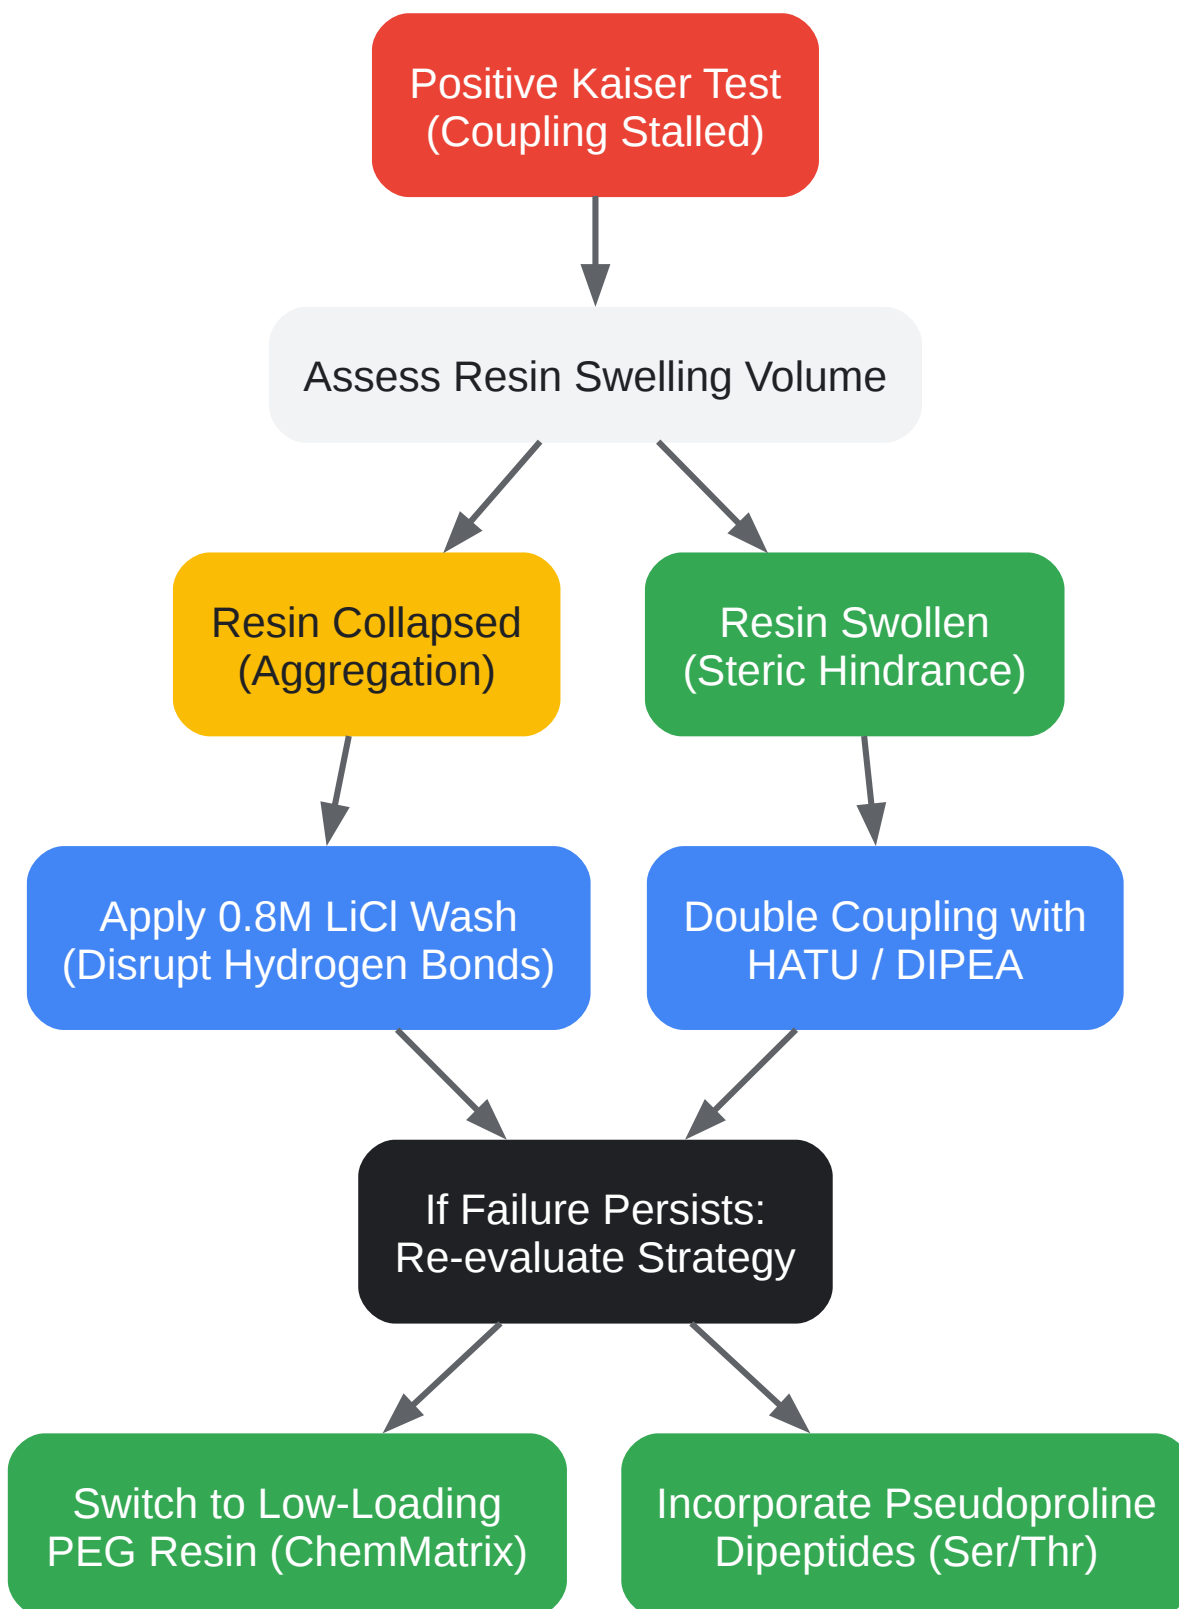 Positive Kaiser Test
(Coupling Stalled)
Assess Resin Swelling Volume
Resin Collapsed
(Aggregation)
Resin Swollen
(Steric Hindrance)
Apply 0.8M LiCl Wash
(Disrupt Hydrogen Bonds)
Double Coupling with
HATU / DIPEA
If Failure Persists:
Re-evaluate Strategy
Switch to Low-Loading
PEG Resin (ChemMatrix)
Incorporate Pseudoproline
Dipeptides (Ser/Thr)